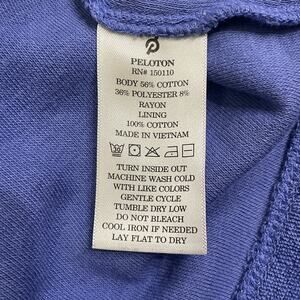 PELOTON
RN# 150110
BODY 56% COTTON
36% POLYESTER 8%
RAYON
LINING
100% COTTON
MADE IN VIETNAM
30
TURN INSIDE OUT
MACHINE WASH COLD
WITH LIKE COLORS
GENTLE CYCLE
TUMBLE DRY LOW
DO NOT BLEACH
COOL IRON IF NEEDED
LAY FLAT TO DRY